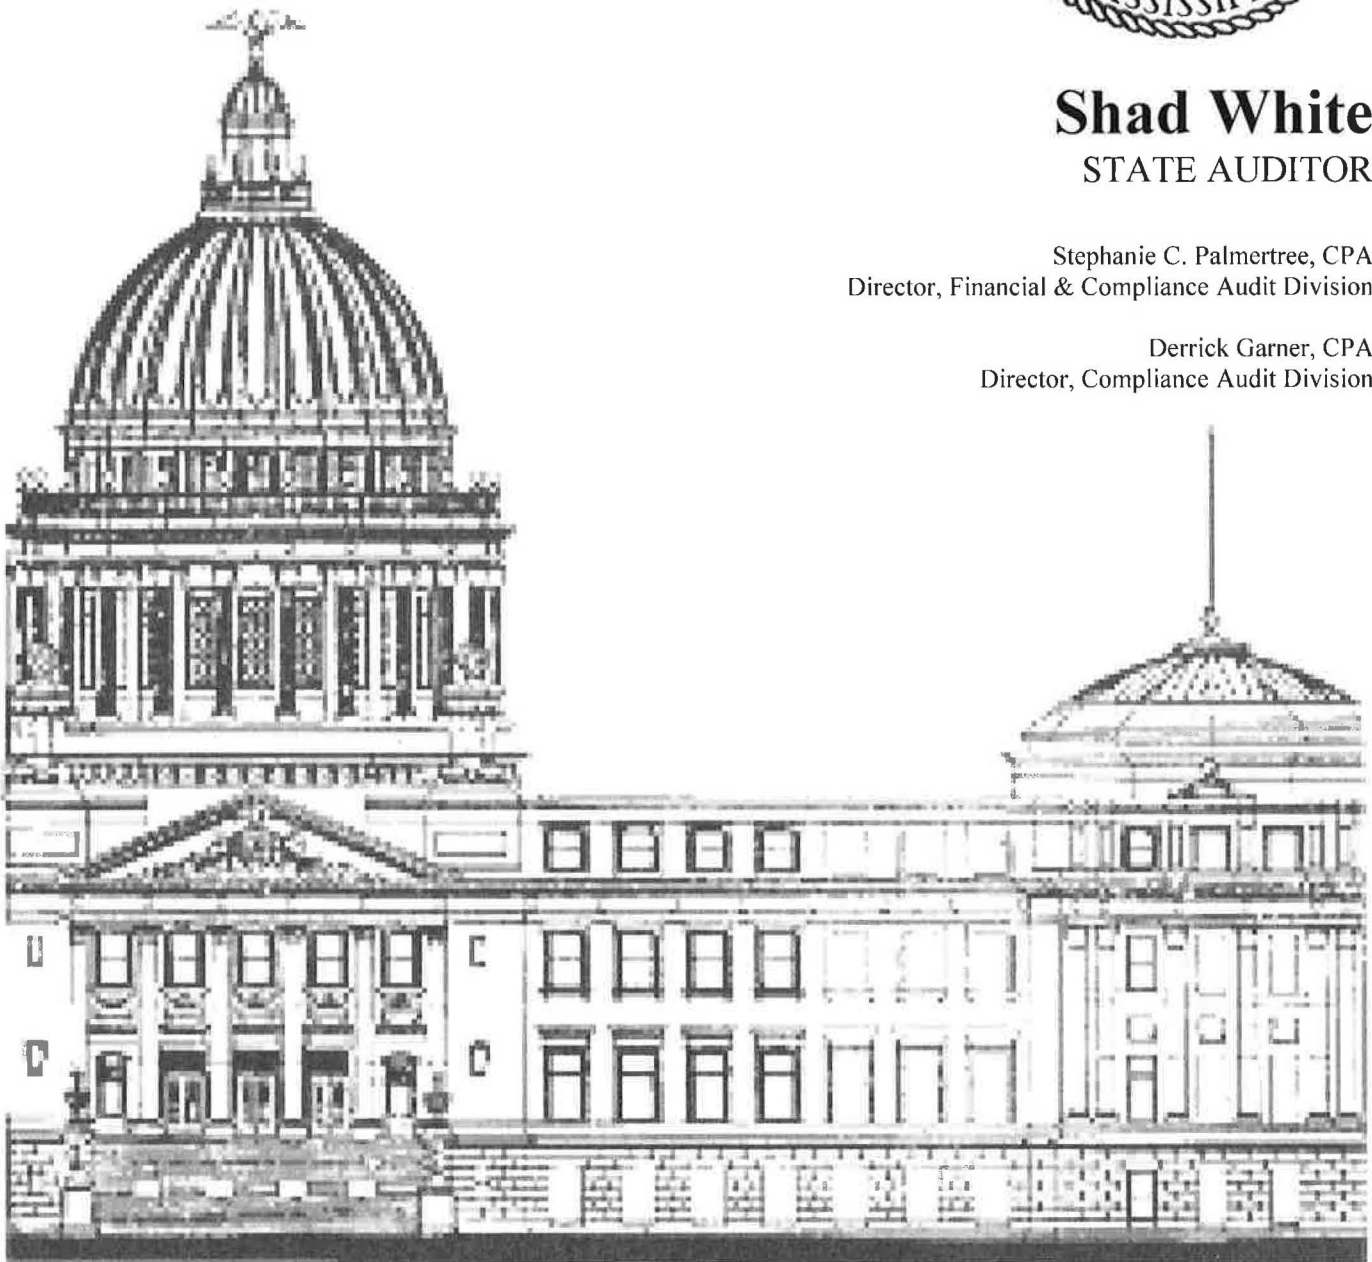 Shad White
STATE AUDITOR
Stephanie C. Palmertree, CPA
Director, Financial & Compliance Audit Division
Derrick Garner, CPA
Director, Compliance Audit Division